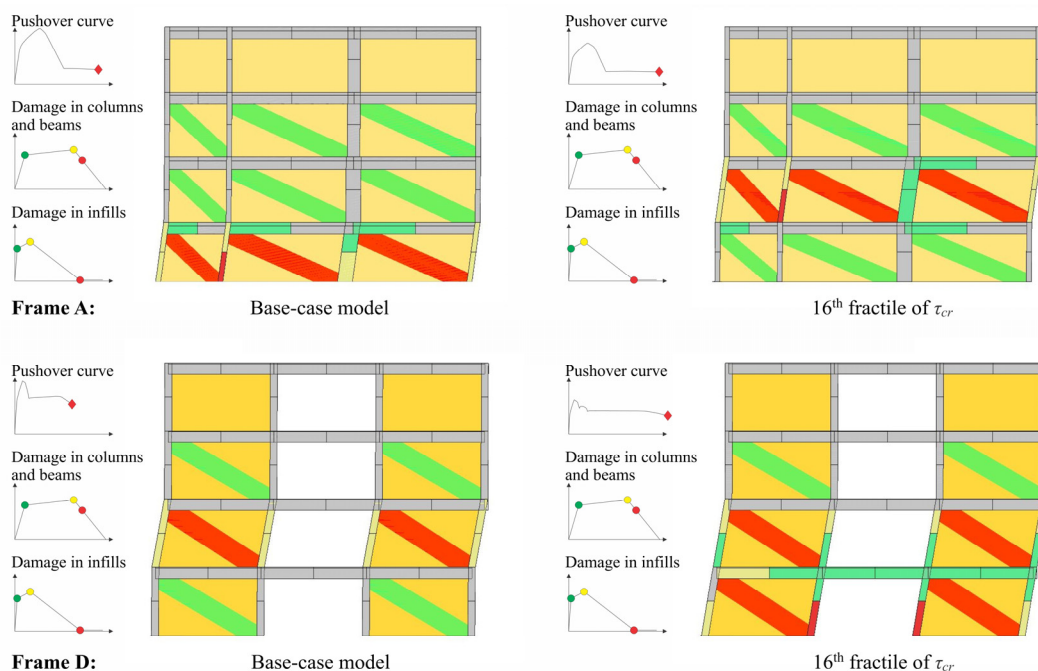 Pushover curve
Damage in columns
and beams
Damage in infills
Frame A:
Base-case model
Pushover curve
Damage in columns
and beams
Damage in infills
16th fractile of τcr
Pushover curve
Damage in columns
and beams
Damage in infills
Frame D:
Base-case model
Pushover curve
Damage in columns
and beams
Damage in infills
16th fractile of τcr